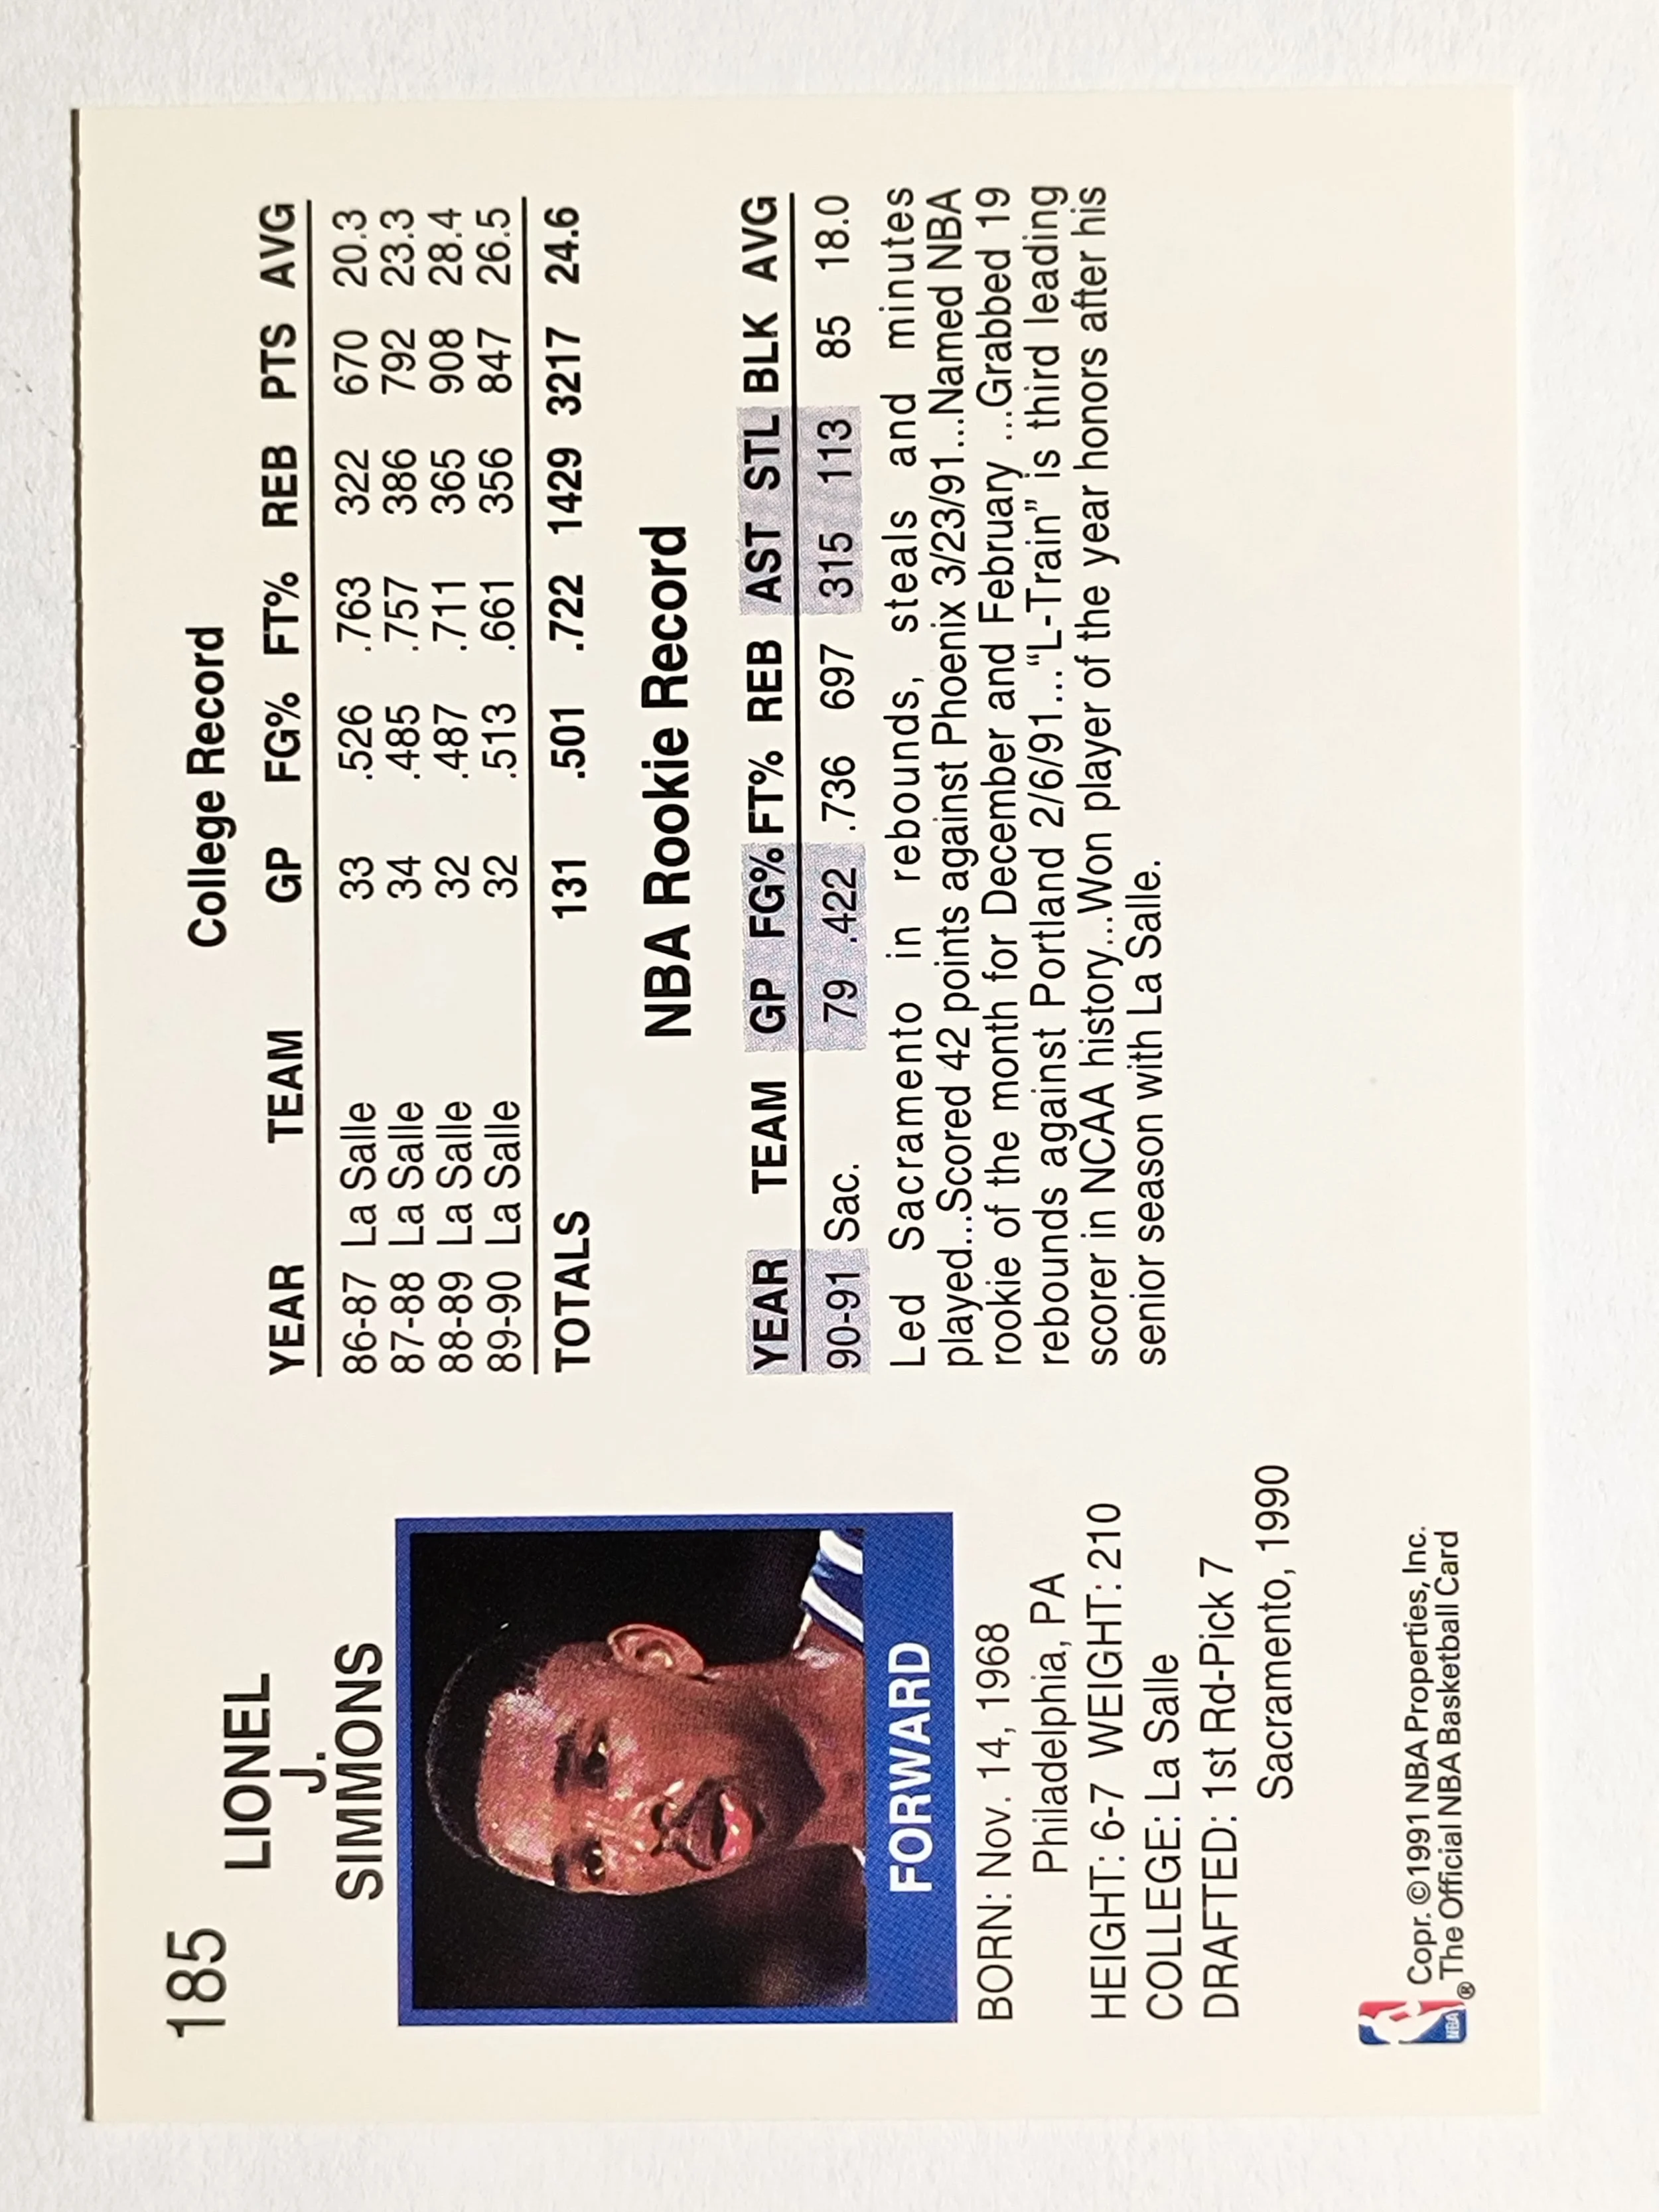 185
LIONEL
J.
SIMMONS
FORWARD
BORN: Nov. 14, 1968
Philadelphia, PA
HEIGHT: 6-7 WEIGHT: 210
COLLEGE: La Salle
DRAFTED: 1st Rd-Pick 7
Sacramento, 1990
NBA
®
Copr. © 1991 NBA Properties, Inc.
The Official NBA Basketball Card
College Record
YEAR TEAM GP FG% FT% REB PTS AVG
86-87 La Salle 33 .526 .763 322 670 20.3
87-88 La Salle 34 .485 .757 386 792 23.3
88-89 La Salle 32 .487 .711 365 908 28.4
89-90 La Salle 32 .513 .661 356 847 26.5
TOTALS 131 .501 .722 1429 3217 24.6
NBA Rookie Record
YEAR TEAM GP FG% FT% REB AST STL BLK AVG
90-91 Sac. 79 .422 .736 697 315 113 85 18.0
Led Sacramento in rebounds, steals and minutes
played...Scored 42 points against Phoenix 3/23/91...Named NBA
rookie of the month for December and February ...Grabbed 19
rebounds against Portland 2/6/91..."L-Train" is third leading
scorer in NCAA history...Won player of the year honors after his
senior season with La Salle.